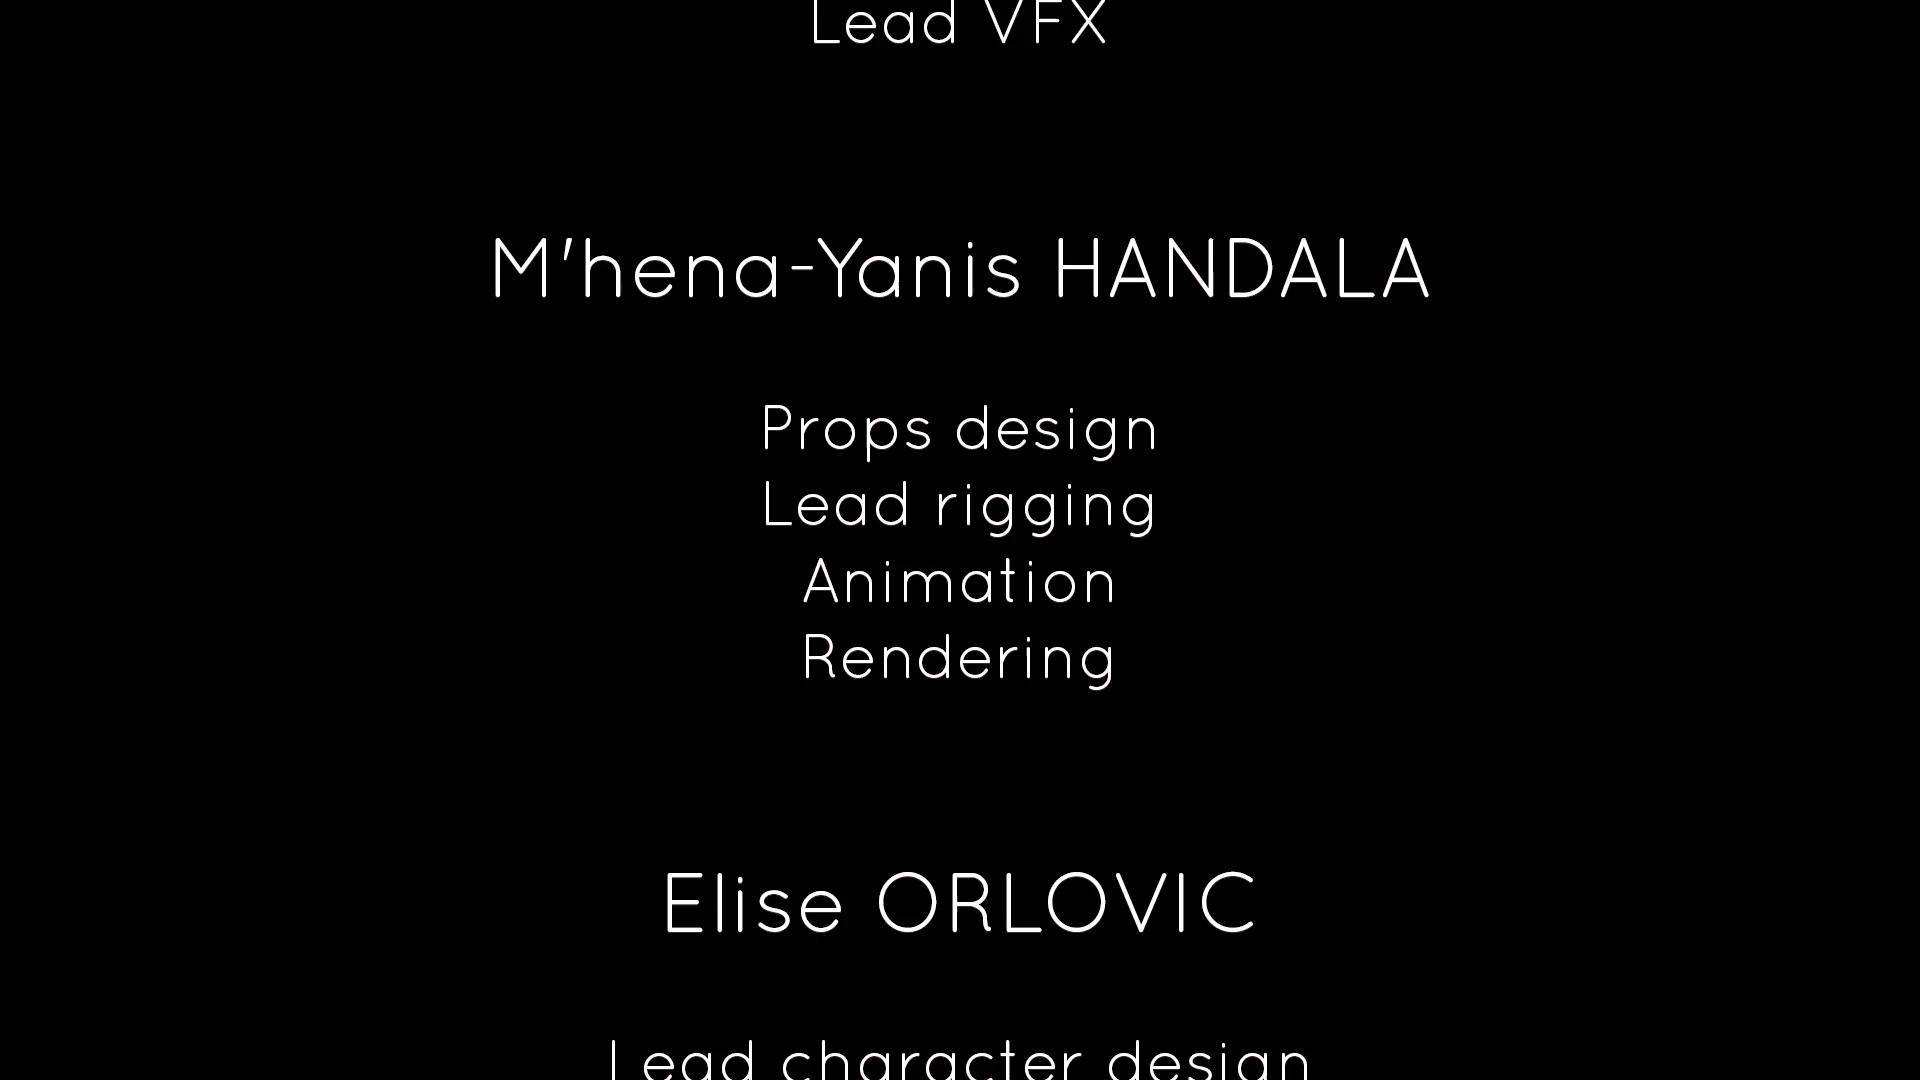 Lead VFX
M'hena-Yanis HANDALA
Props design
Lead rigging
Animation
Rendering
Elise ORLOVIC
Lead character design